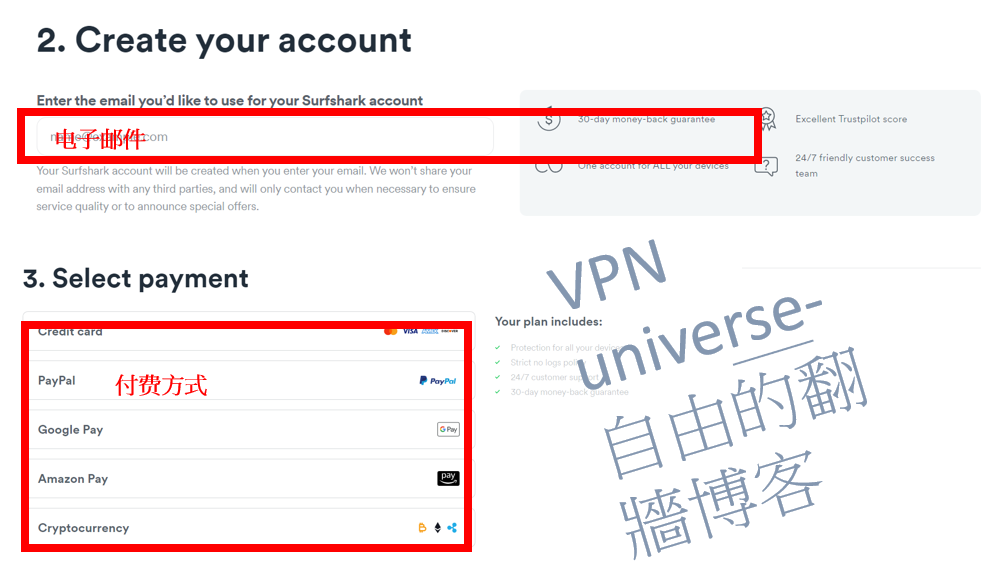 2. Create your account
Enter the email you'd like to use for your Surfshark account
电子邮件
Your Surfshark account will be created when you enter your email. We won't share your
email address with any third parties, and will only contact you when necessary to ensure
service quality or to announce special offers.
30-day money-back guarantee
Excellent Trustpilot score
One account for ALL your devices
24/7 friendly customer success
team
3. Select payment
Credit card
VISA
PayPal
PayPal
付费方式
Google Pay
G Pay
Amazon Pay
pay
Cryptocurrency
Your plan includes:
Protection for all your devices
Strict no logs policy
24/7 customer support
30-day money-back guarantee
VPN
universe-
自由的翻
牆博客